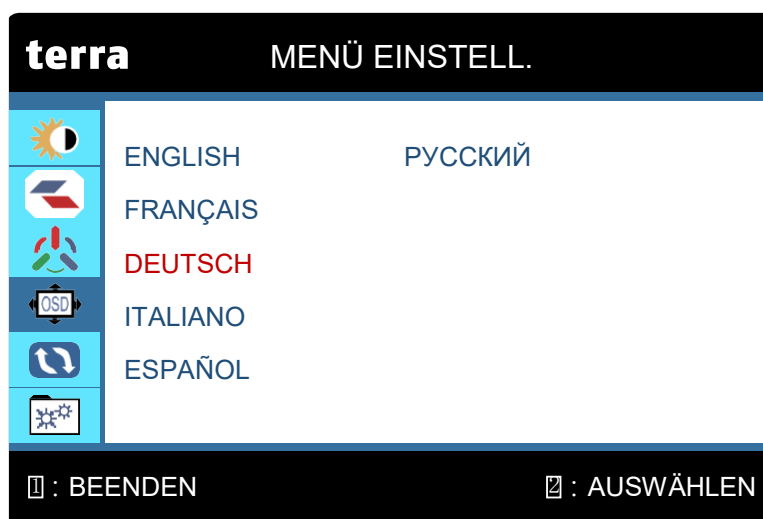 terra MENÜ EINSTELL.
ENGLISH РУССКИЙ
FRANÇAIS
DEUTSCH
OSD ITALIANO
ESPAÑOL
1 : BEENDEN 2 : AUSWÄHLEN